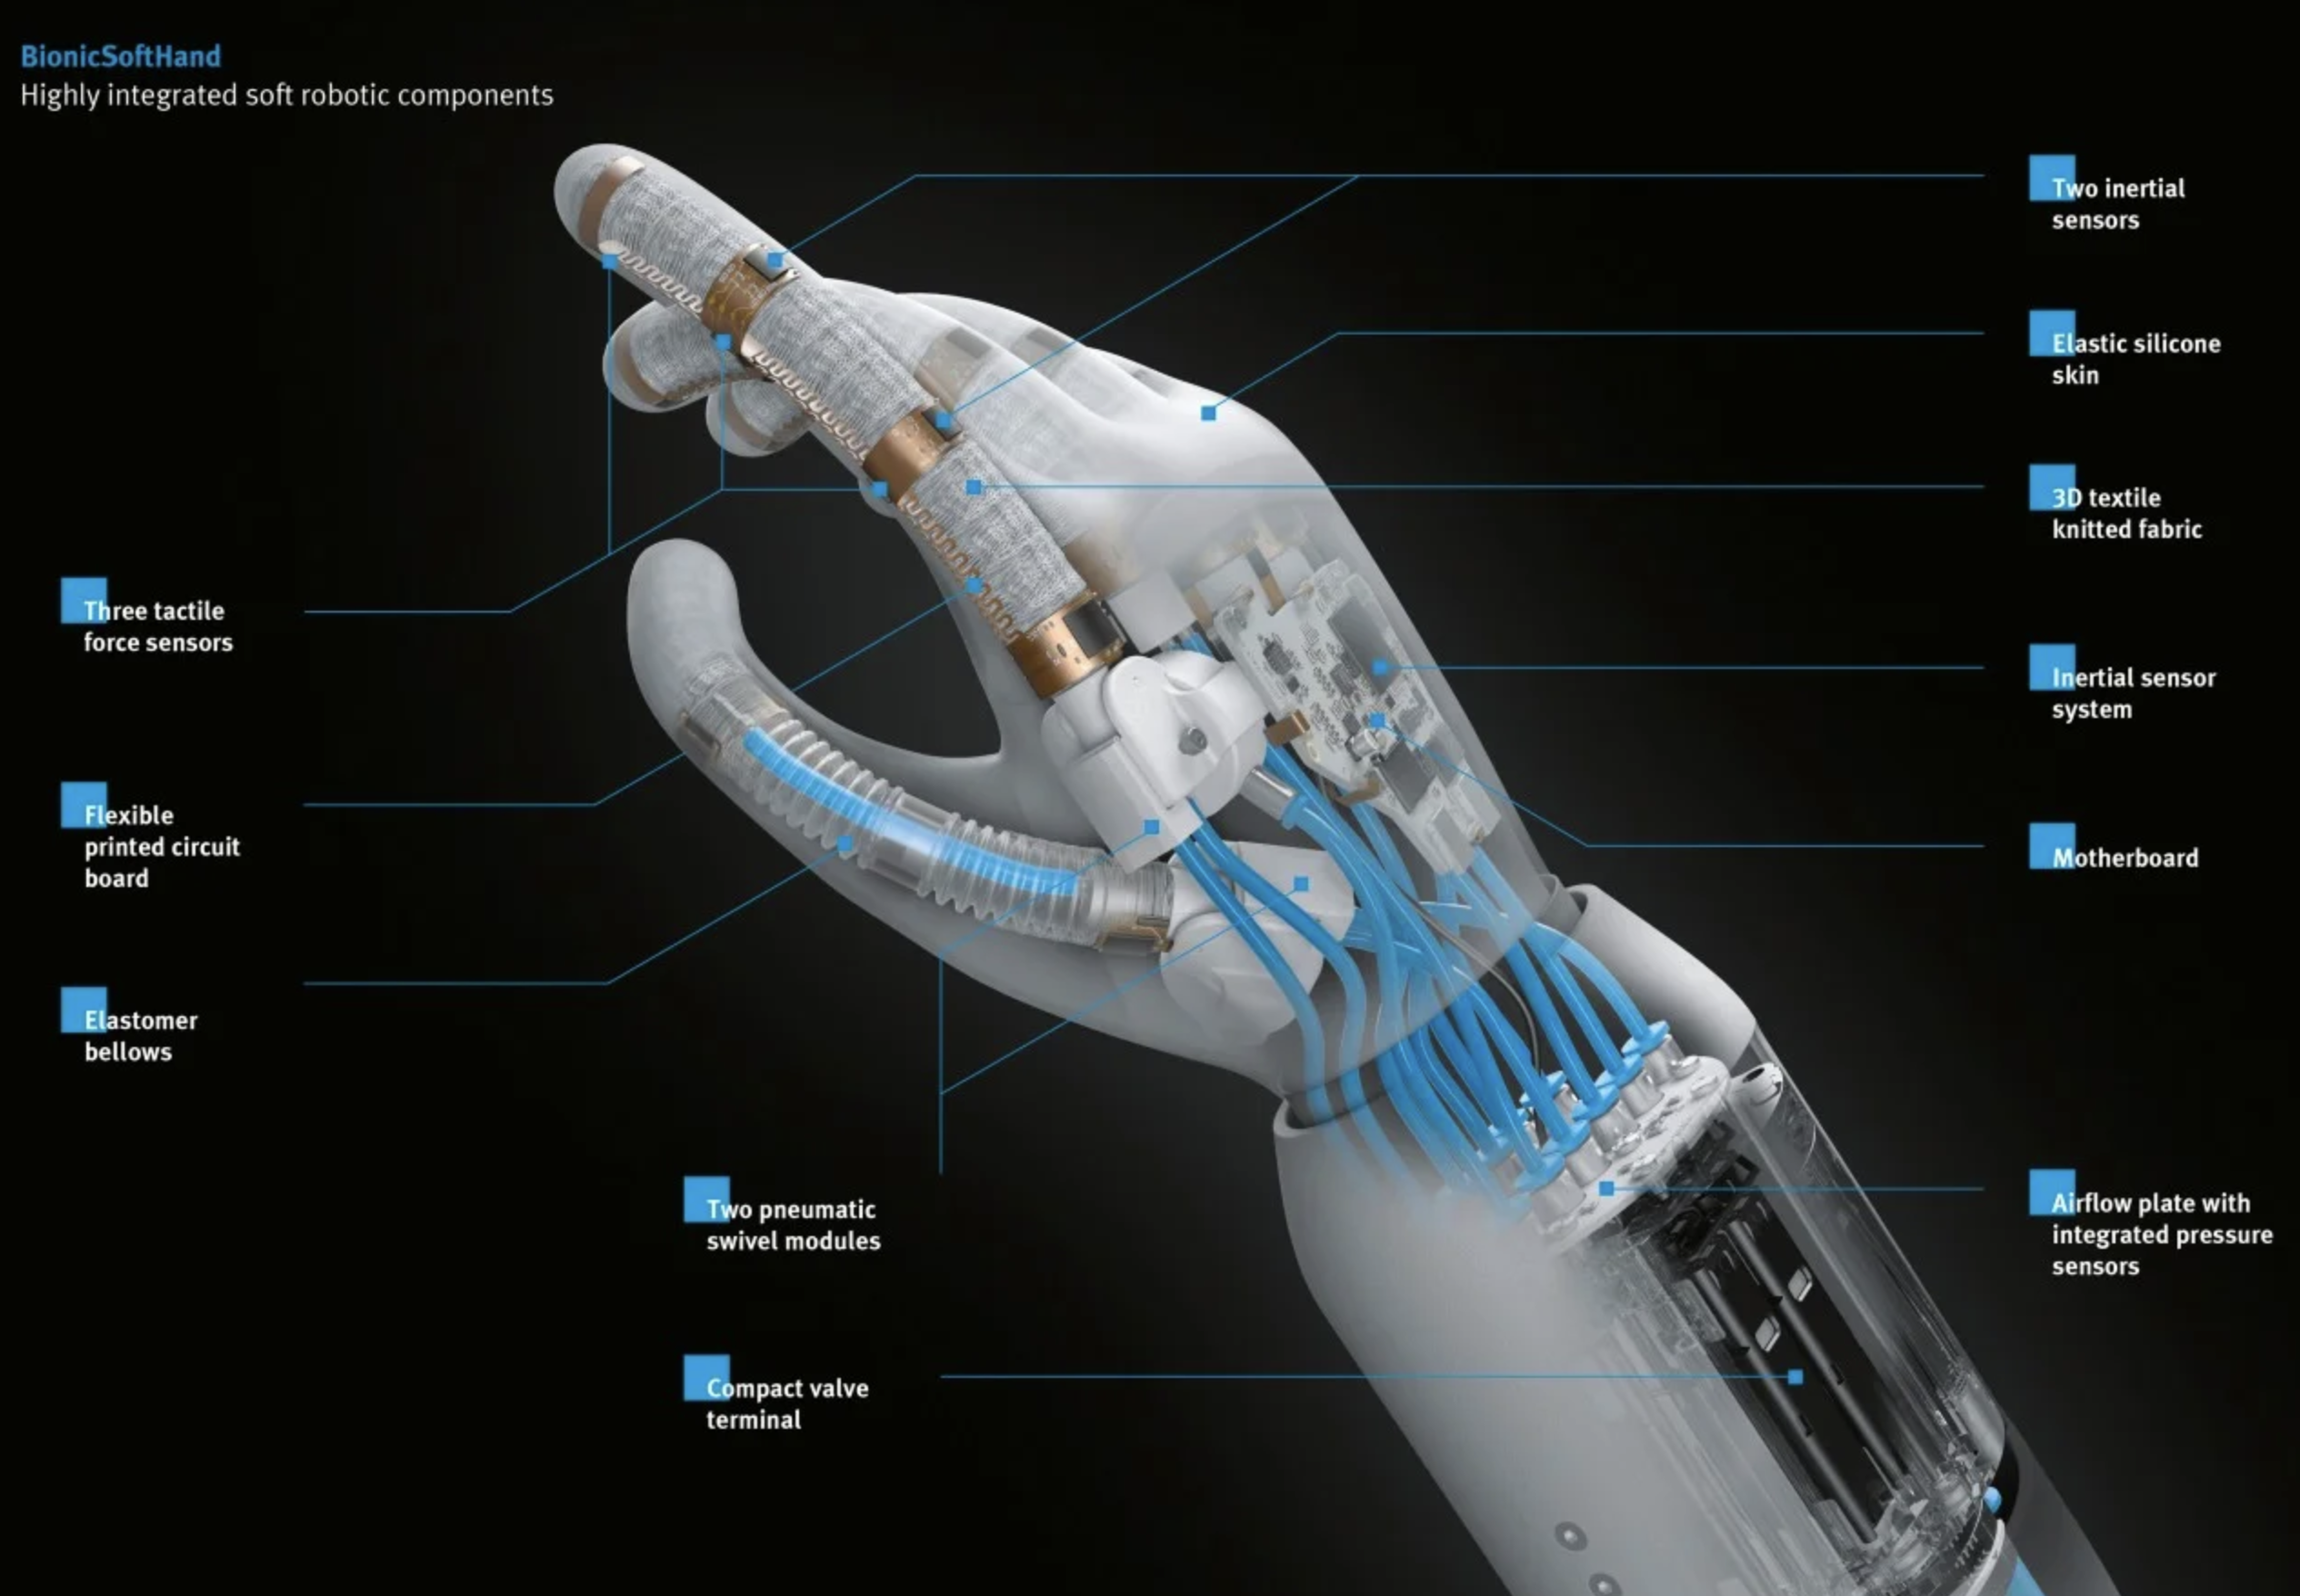 BionicSoftHand
Highly integrated soft robotic components
Two inertial
sensors
Elastic silicone
skin
3D textile
knitted fabric
Inertial sensor
system
Motherboard
Airflow plate with
integrated pressure
sensors
Three tactile
force sensors
Flexible
printed circuit
board
Elastomer
bellows
Two pneumatic
swivel modules
Compact valve
terminal